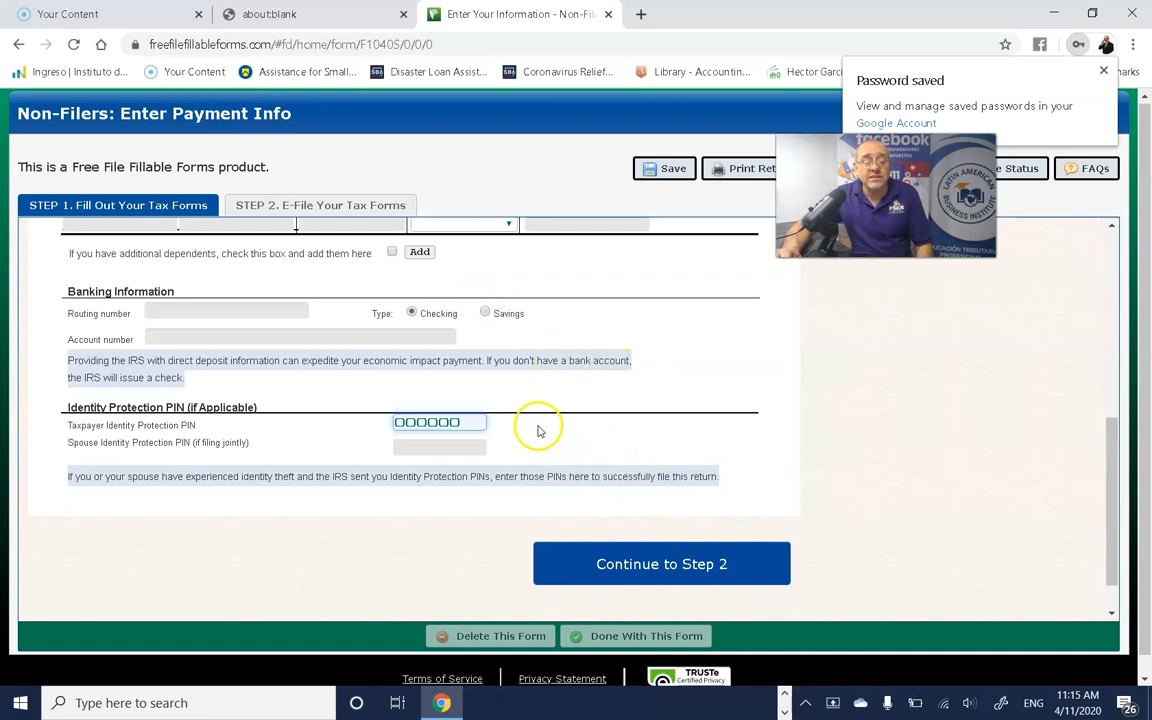 Your Content
about:blank
Enter Your Information - Non-Fil
freefilefillableforms.com/#fd/home/form/F1040S/0/0/0
Ingreso | Instituto d...
Your Content
Assistance for Small...
Disaster Loan Assist...
Coronavirus Relief...
Library - Accountin...
Hector Garci
marks
Password saved
View and manage saved passwords in your
Google Account
Non-Filers: Enter Payment Info
This is a Free File Fillable Forms product.
Save
Print Ret
e Status
FAQs
facebook
LATIN AMERICAN
BUSINESS INSTITUTE
EDUCACIÓN TRIBUTARIA
PROFESIONAL
STEP 1. Fill Out Your Tax Forms
STEP 2. E-File Your Tax Forms
If you have additional dependents, check this box and add them here
Add
Banking Information
Routing number
Type:
Checking
Savings
Account number
Providing the IRS with direct deposit information can expedite your economic impact payment. If you don't have a bank account,
the IRS will issue a check.
Identity Protection PIN (if Applicable)
Taxpayer Identity Protection PIN
000000
Spouse Identity Protection PIN (if filing jointly)
If you or your spouse have experienced identity theft and the IRS sent you Identity Protection PINs, enter those PINs here to successfully file this return.
Continue to Step 2
Delete This Form
Done With This Form
Terms of Service
Privacy Statement
TRUSTe
Certified Privacy
Type here to search
ENG
11:15 AM
4/11/2020
26